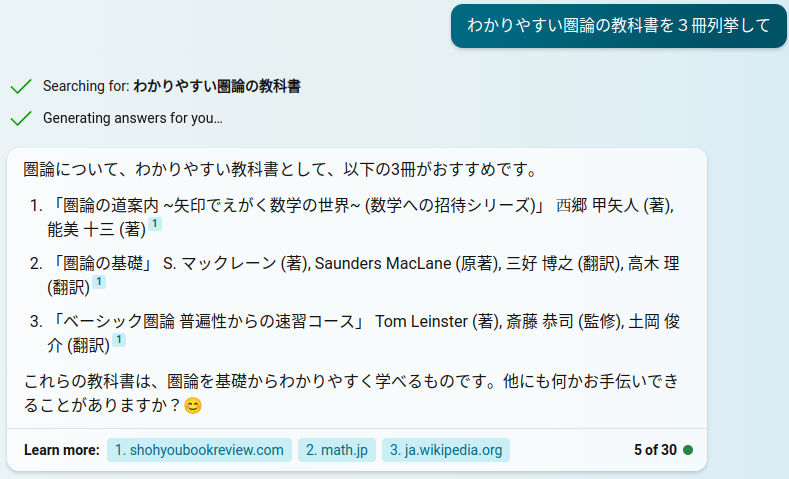 わかりやすい圏論の教科書を３冊列挙して
Searching for: わかりやすい圏論の教科書
Generating answers for you…
圏論について、わかりやすい教科書として、以下の3冊がおすすめです。
1. 「圏論の道案内 ~矢印でえがく数学の世界~ (数学への招待シリーズ)」 西郷 甲矢人 (著),
能美 十三 (著) 1
2. 「圏論の基礎」 S. マックレーン (著), Saunders MacLane (原著), 三好 博之 (翻訳), 高木 理
(翻訳) 1
3. 「ベーシック圏論 普遍性からの速習コース」 Tom Leinster (著), 斎藤 恭司 (監修), 土岡 俊
介 (翻訳) 1
これらの教科書は、圏論を基礎からわかりやすく学べるものです。他にも何かお手伝いでき
ることがありますか？😊
Learn more: 1. shohyoubookreview.com 2. math.jp 3. ja.wikipedia.org 5 of 30